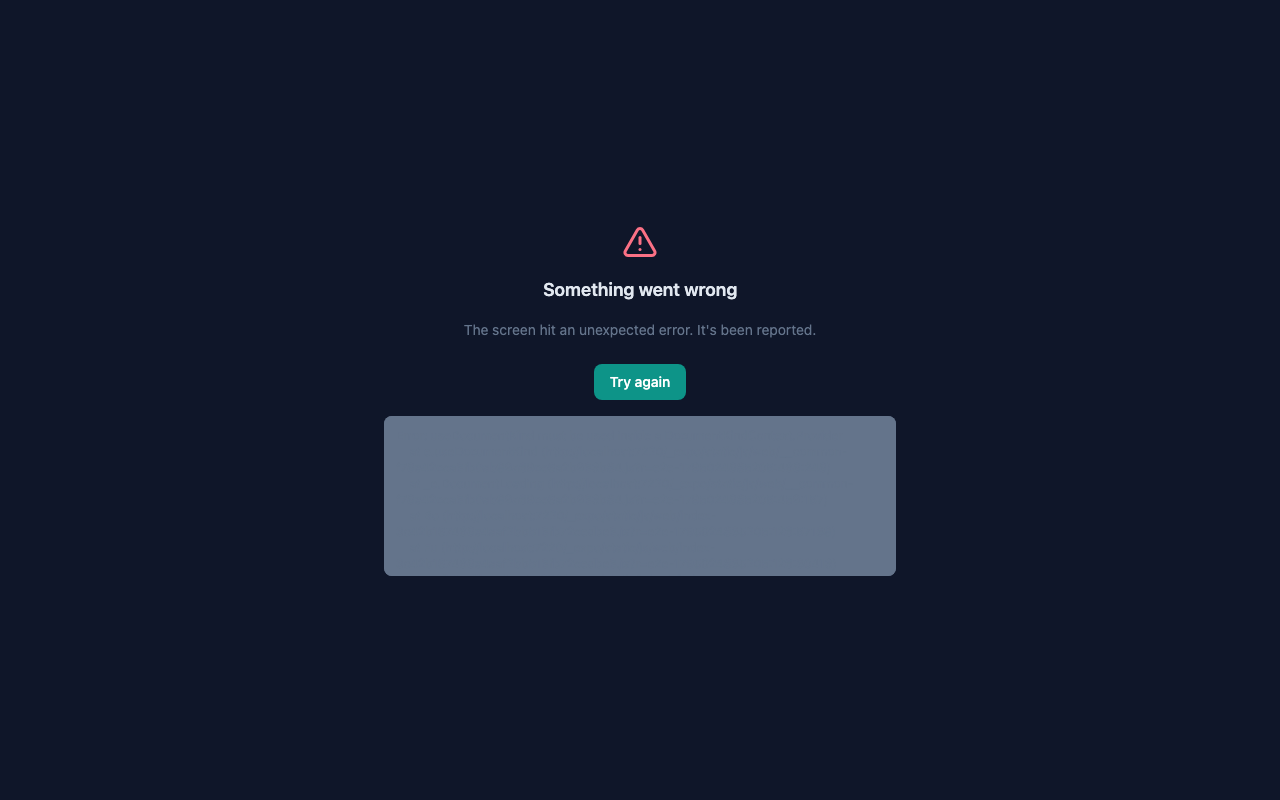 Something went wrong
The screen hit an unexpected error. It's been reported.
Try again